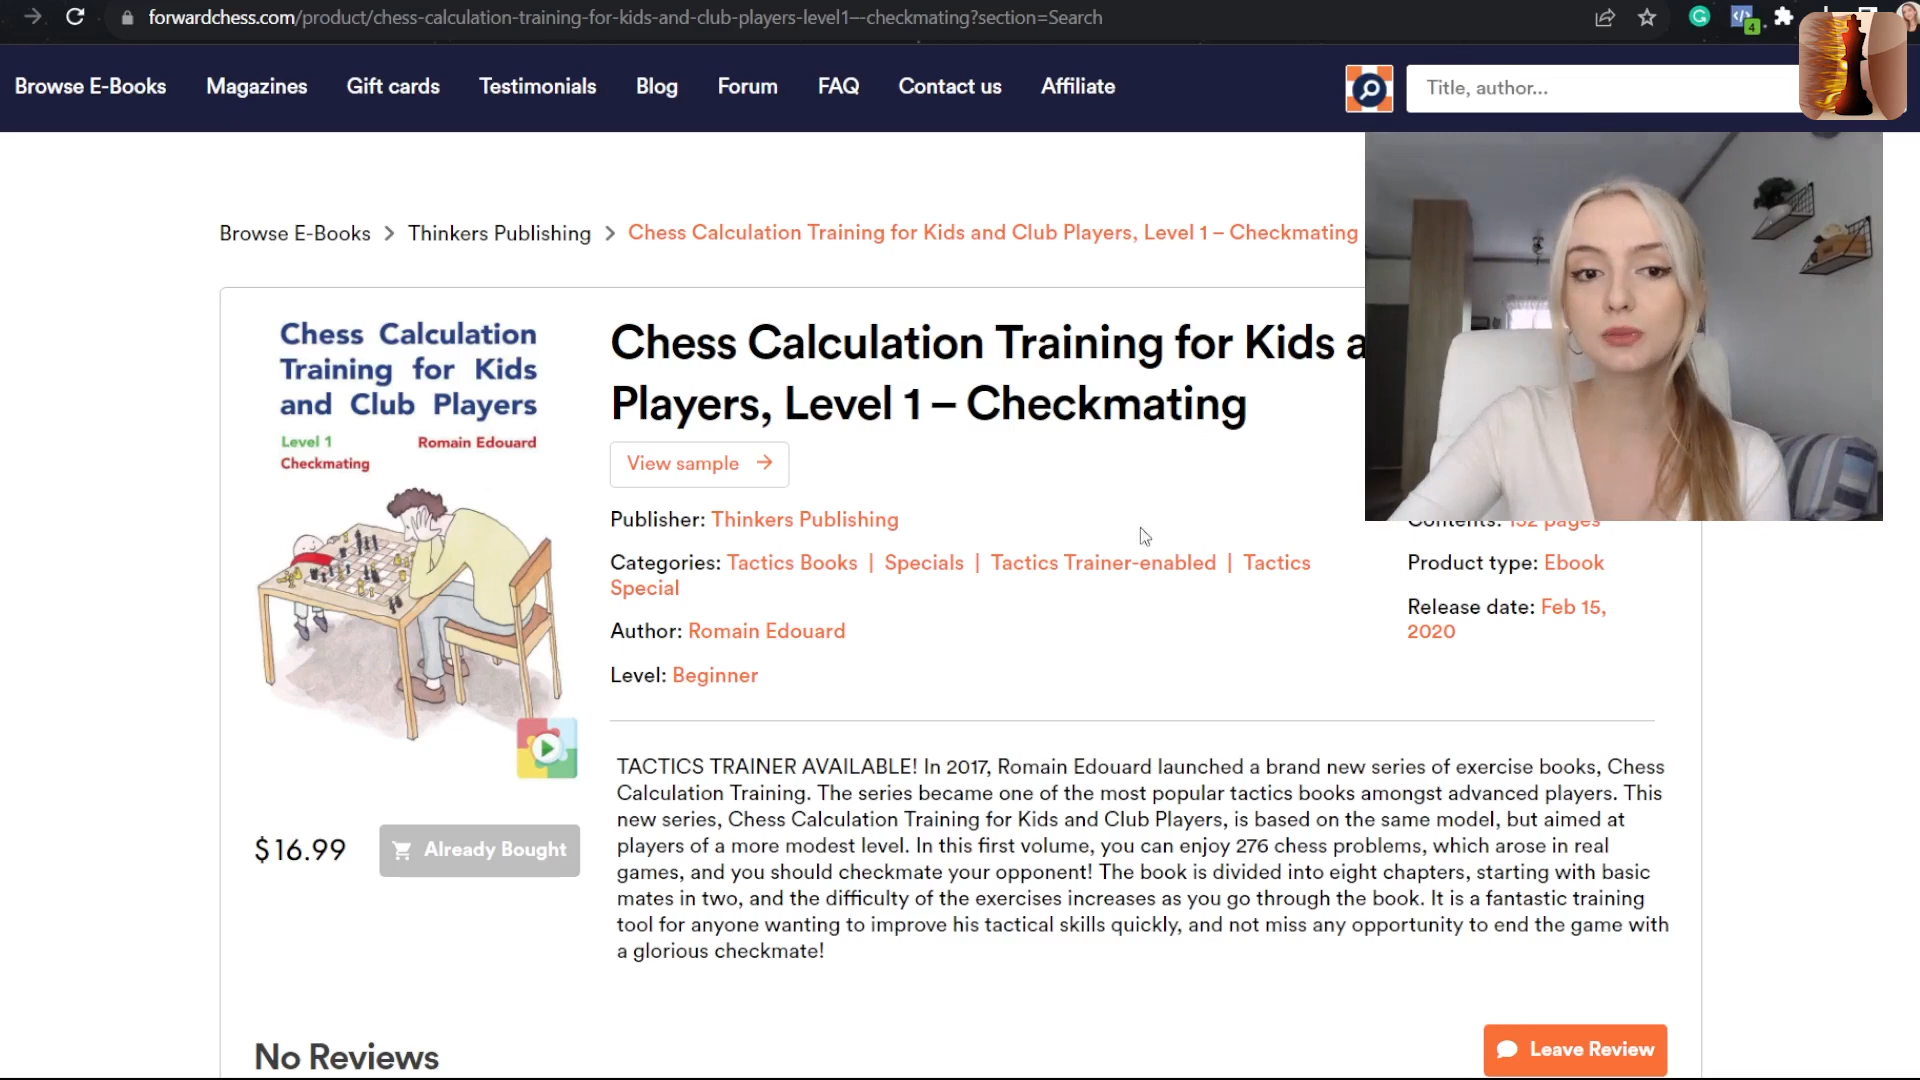 forwardchess.com/product/chess-calculation-training-for-kids-and-club-players-level1---checkmating?section=Search
4
Browse E-Books Magazines Gift cards Testimonials Blog Forum FAQ Contact us Affiliate
Title, author...
Browse E-Books > Thinkers Publishing > Chess Calculation Training for Kids and Club Players, Level 1 – Checkmating
Chess Calculation
Training for Kids
and Club Players
Level 1 Romain Edouard
Checkmating
Chess Calculation Training for Kids a
Players, Level 1 – Checkmating
View sample →
Publisher: Thinkers Publishing
Categories: Tactics Books | Specials | Tactics Trainer-enabled | Tactics
Special
Author: Romain Edouard
Level: Beginner
Contents: 132 pages
Product type: Ebook
Release date: Feb 15,
2020
$16.99
Already Bought
TACTICS TRAINER AVAILABLE! In 2017, Romain Edouard launched a brand new series of exercise books, Chess
Calculation Training. The series became one of the most popular tactics books amongst advanced players. This
new series, Chess Calculation Training for Kids and Club Players, is based on the same model, but aimed at
players of a more modest level. In this first volume, you can enjoy 276 chess problems, which arose in real
games, and you should checkmate your opponent! The book is divided into eight chapters, starting with basic
mates in two, and the difficulty of the exercises increases as you go through the book. It is a fantastic training
tool for anyone wanting to improve his tactical skills quickly, and not miss any opportunity to end the game with
a glorious checkmate!
No Reviews
Leave Review